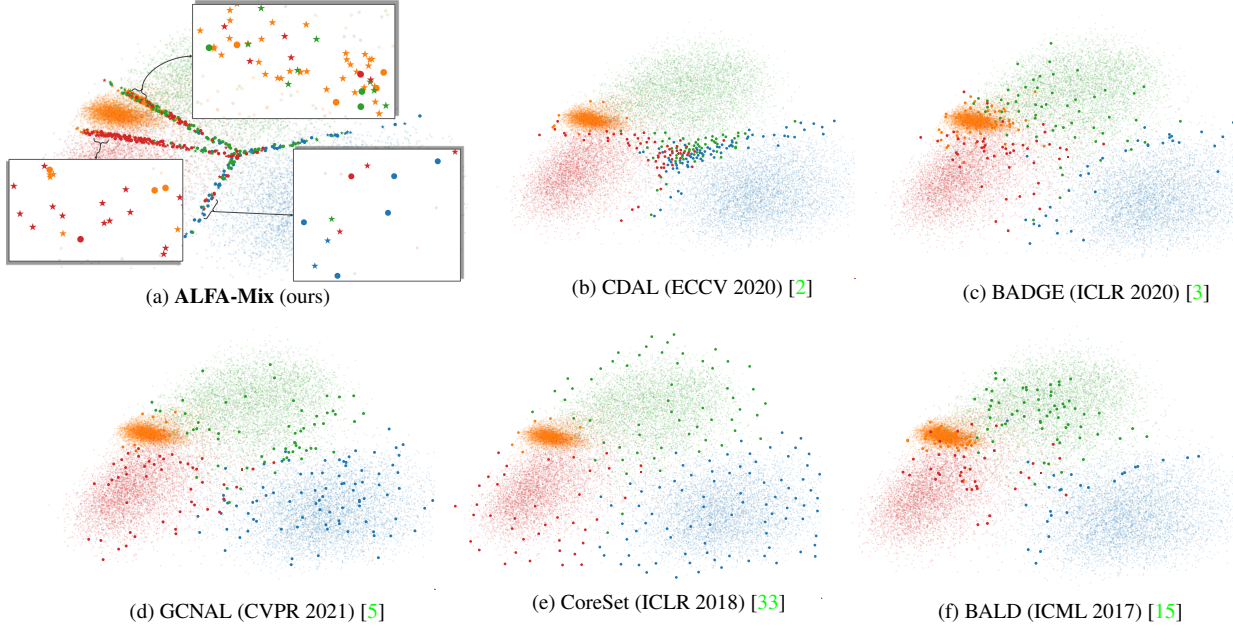 (a) ALFA-Mix (ours)
(b) CDAL (ECCV 2020) [2]
(c) BADGE (ICLR 2020) [3]
(d) GCNAL (CVPR 2021) [5]
(e) CoreSet (ICLR 2018) [33]
(f) BALD (ICML 2017) [15]